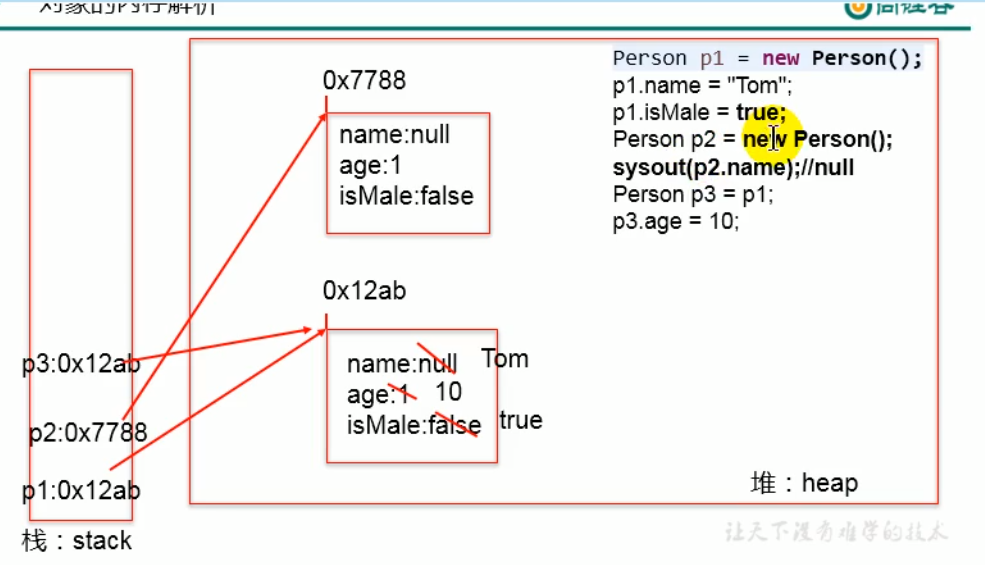 对象的内存解析
尚硅谷
Person p1 = new Person();
p1.name = "Tom";
p1.isMale = true;
Person p2 = new Person();
sysout(p2.name);//null
Person p3 = p1;
p3.age = 10;
0x7788
name:null
age:1
isMale:false
0x12ab
name:null Tom
age:1 10
isMale:false true
p3:0x12ab
p2:0x7788
p1:0x12ab
栈：stack
堆：heap
让天下没有难学的技术